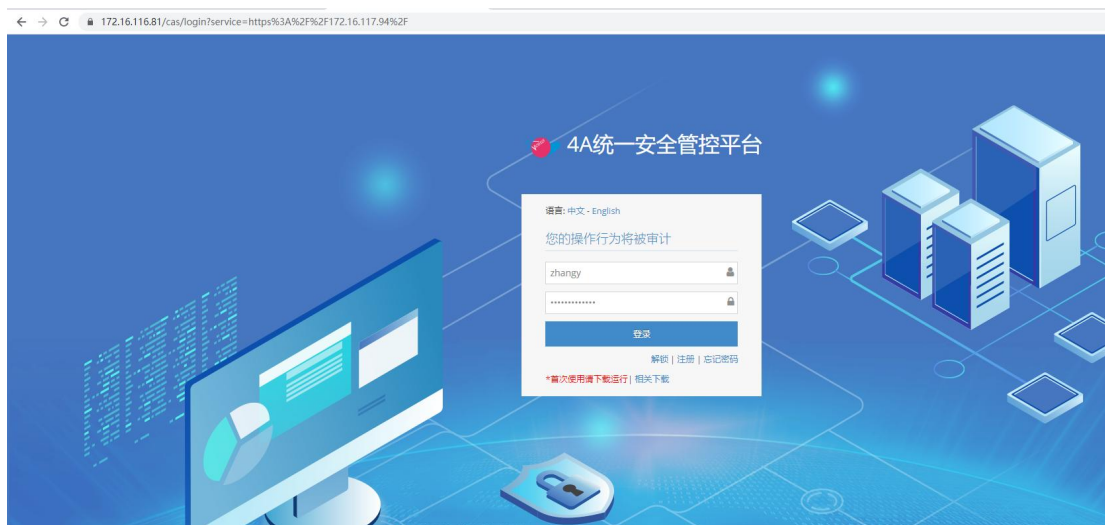 172.16.116.81/cas/login?service=https%3A%2F%2F172.16.117.94%2F
4A统一安全管控平台
语言: 中文 - English
您的操作行为将被审计
zhangy
•••••••••••••
登录
解锁 | 注册 | 忘记密码
*首次使用请下载运行| 相关下载